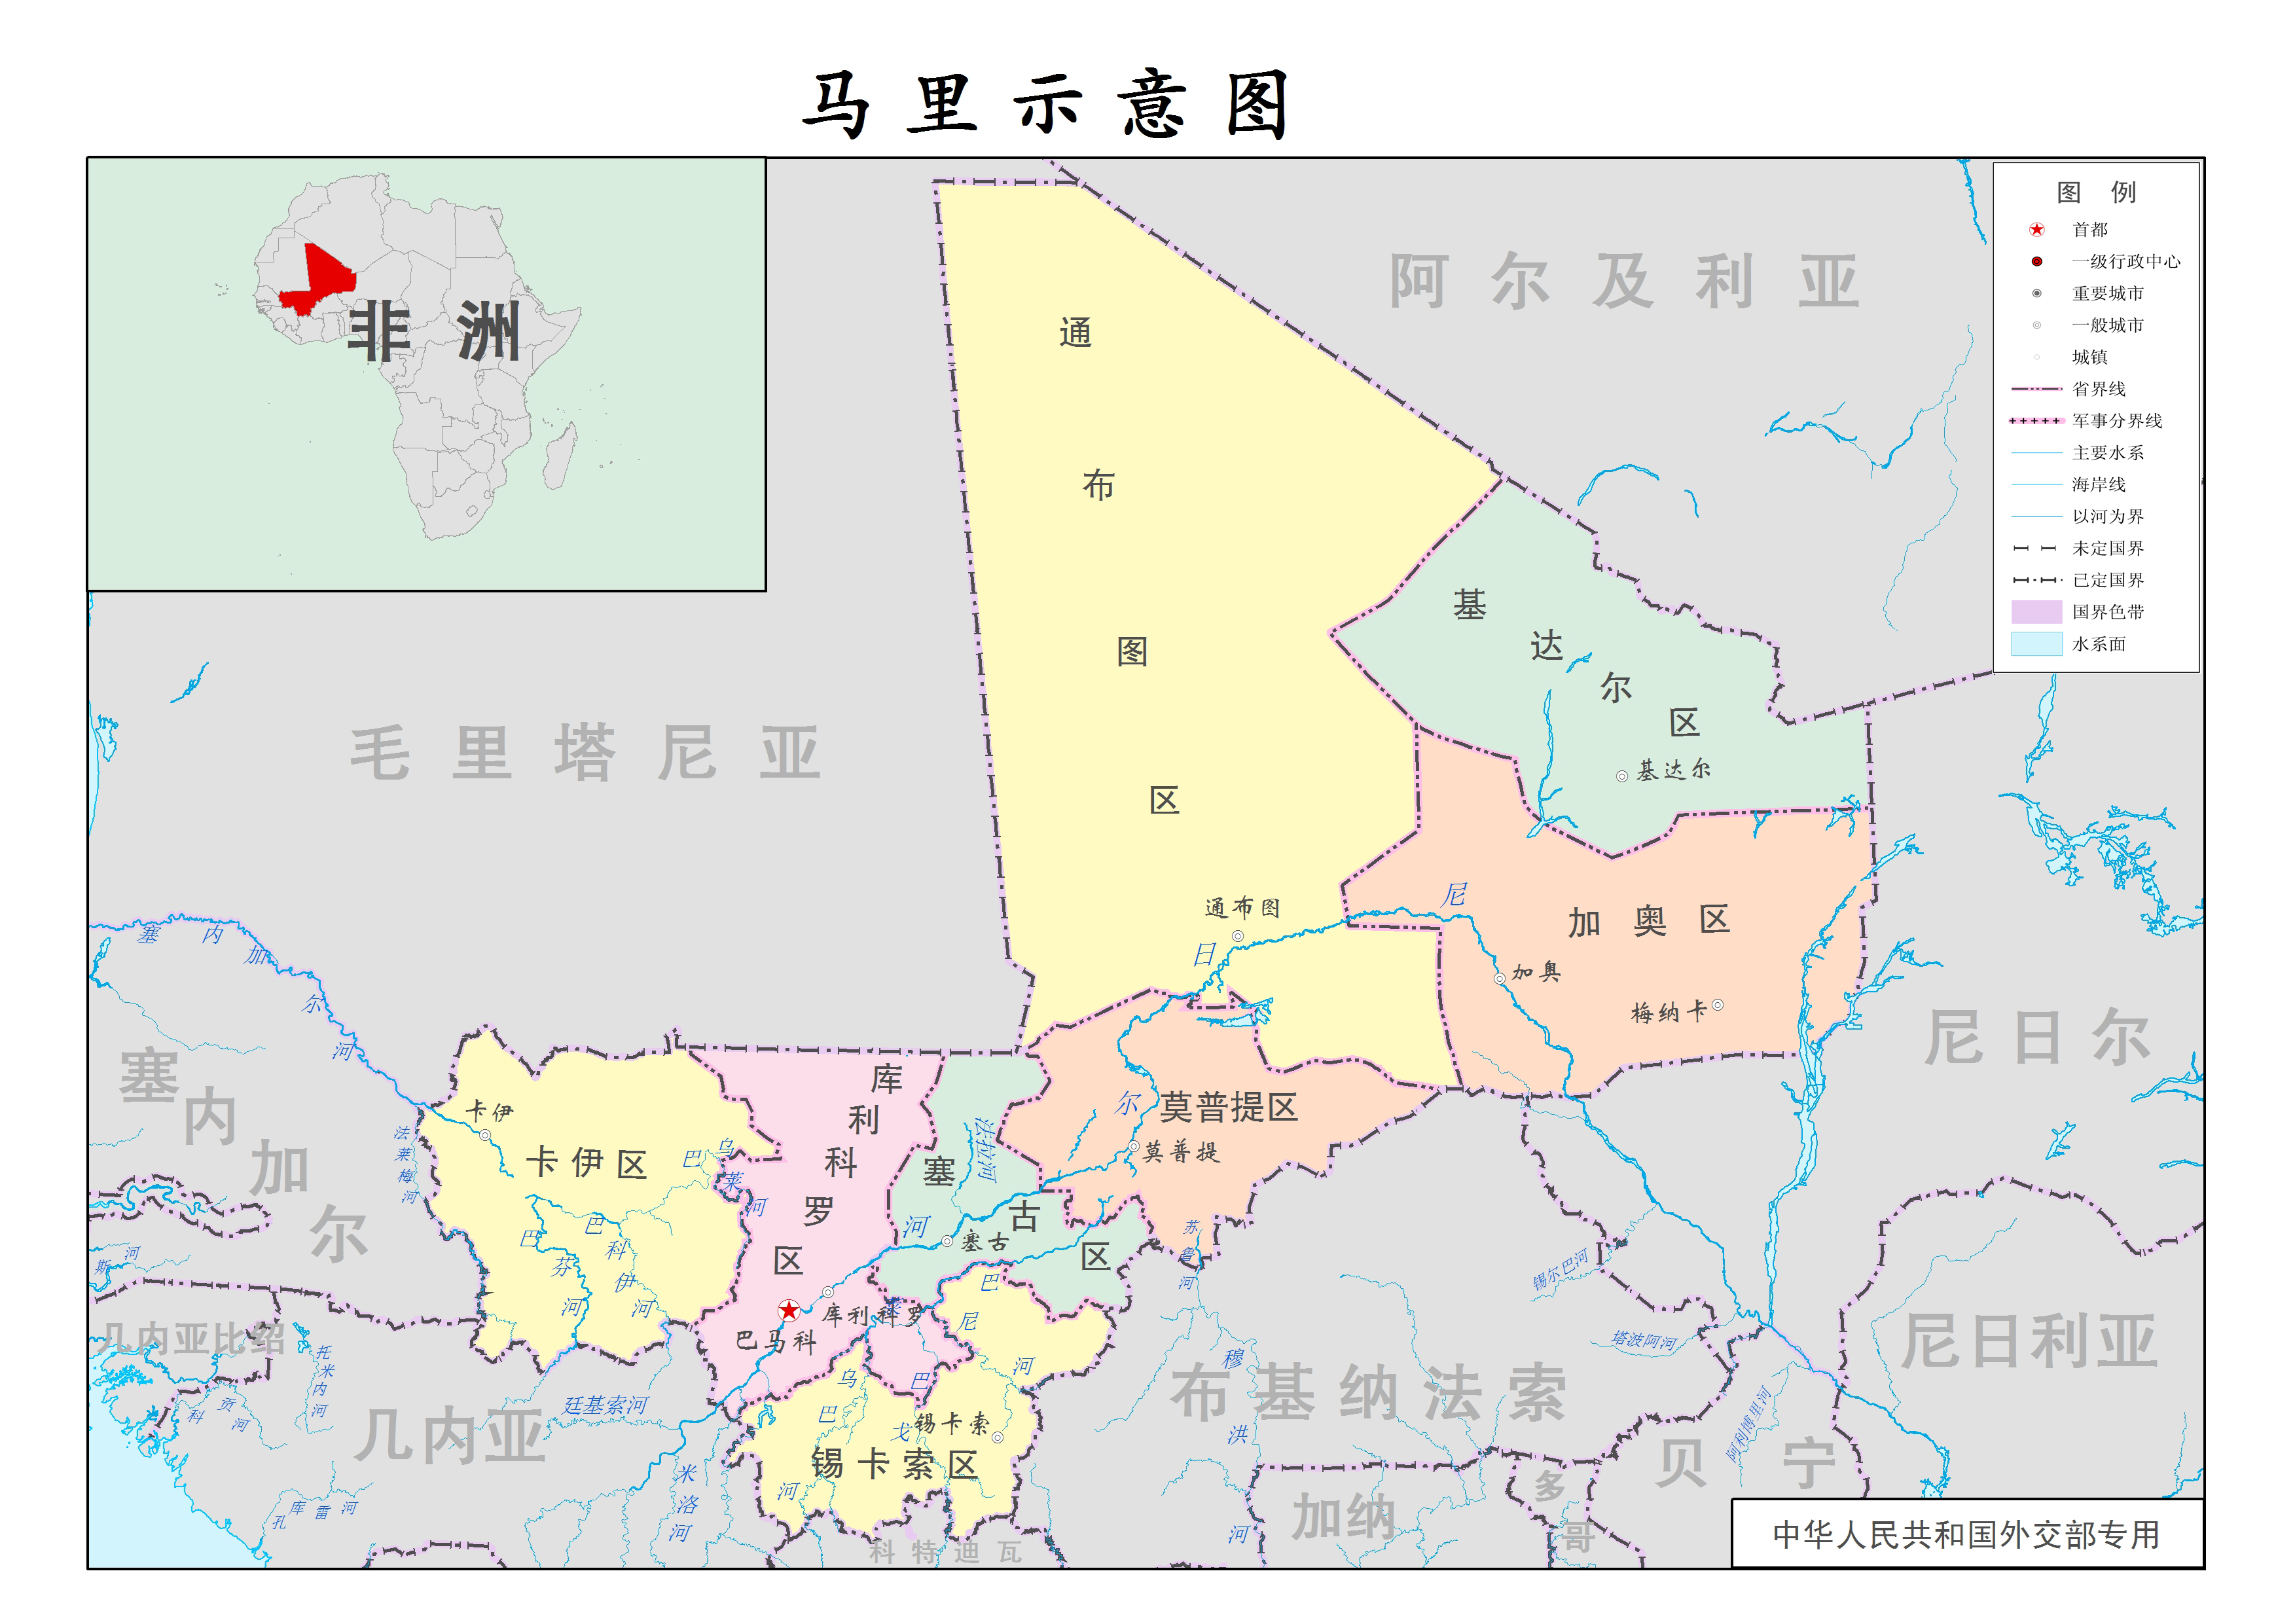 马里示意图
非洲
图例
首都
一级行政中心
重要城市
一般城市
城镇
省界线
军事分界线
主要水系
海岸线
以河为界
未定国界
已定国界
国界色带
水系面
阿尔及利亚
毛里塔尼亚
通布图区
基达尔区
基达尔
通布图
尼日尔河
加奥区
加奥
梅纳卡
尼日尔
塞内加尔河
塞内加尔
卡伊
卡伊区
法莱梅河
巴乌莱河
巴芬河
巴科伊河
库利科罗区
库利科罗
巴马科
塞古区
塞古
法拉河
莫普提区
莫普提
苏鲁河
巴尼河
锡卡索区
锡卡索
乌
巴
莱
巴
戈
河
几内亚比绍
斯河
托米内河
科贡河
几内亚
廷基索河
孔库雷河
米洛河
科特迪瓦
布基纳法索
穆
洪
河
锡尔巴河
塔波阿河
阿利博里河
加纳
多哥
贝宁
尼日利亚
中华人民共和国外交部专用